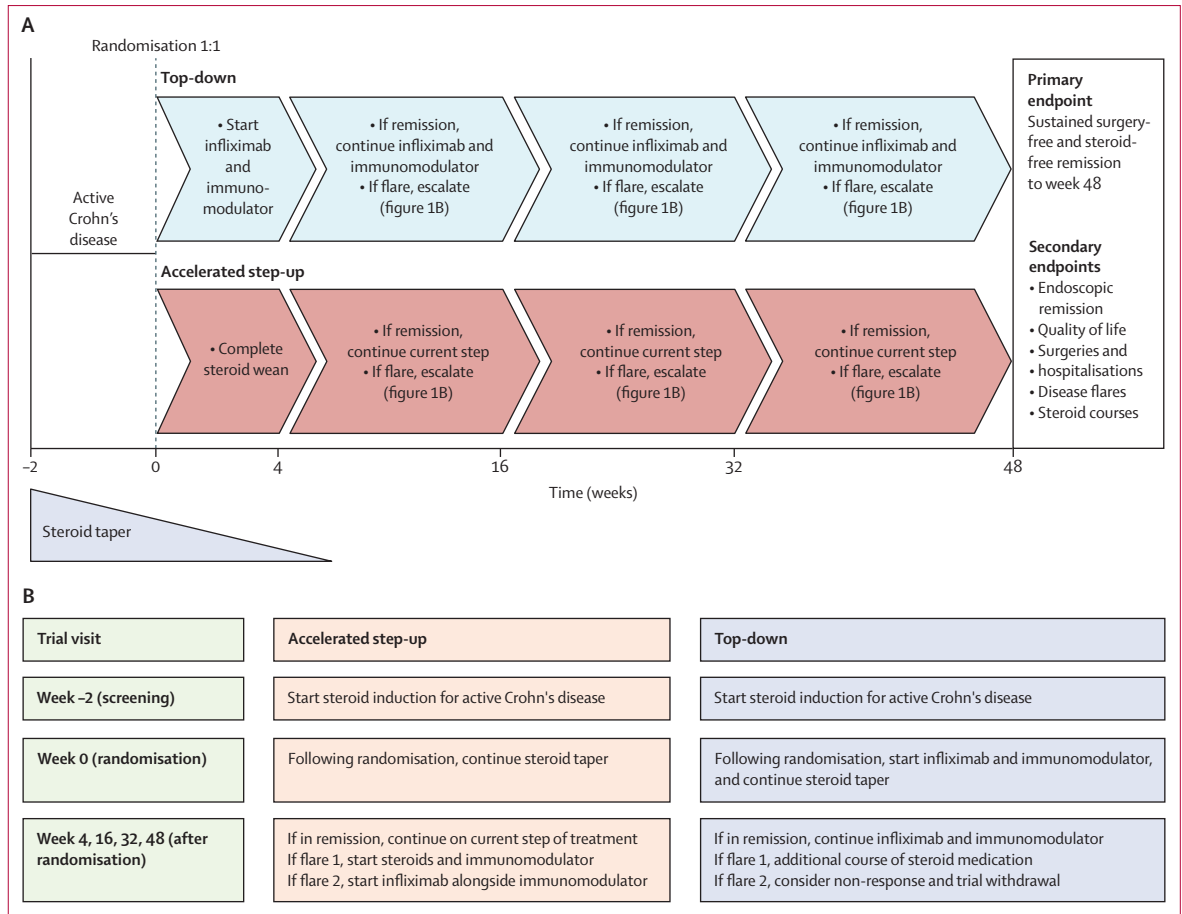 A
Randomisation 1:1
Top-down
Active
Crohn's
disease
• Start
infliximab
and
immuno-
modulator
• If remission,
continue infliximab and
immunomodulator
• If flare, escalate
(figure 1B)
• If remission,
continue infliximab and
immunomodulator
• If flare, escalate
(figure 1B)
• If remission,
continue infliximab and
immunomodulator
• If flare, escalate
(figure 1B)
Accelerated step-up
• Complete
steroid wean
• If remission,
continue current step
• If flare, escalate
(figure 1B)
• If remission,
continue current step
• If flare, escalate
(figure 1B)
• If remission,
continue current step
• If flare, escalate
(figure 1B)
Primary
endpoint
Sustained surgery-
free and steroid-
free remission
to week 48
Secondary
endpoints
• Endoscopic
remission
• Quality of life
• Surgeries and
• hospitalisations
• Disease flares
• Steroid courses
–2 0 4 16 32 48
Time (weeks)
Steroid taper
B
Trial visit
Accelerated step-up
Top-down
Week –2 (screening)
Start steroid induction for active Crohn's disease
Start steroid induction for active Crohn's disease
Week 0 (randomisation)
Following randomisation, continue steroid taper
Following randomisation, start infliximab and immunomodulator,
and continue steroid taper
Week 4, 16, 32, 48 (after
randomisation)
If in remission, continue on current step of treatment
If flare 1, start steroids and immunomodulator
If flare 2, start infliximab alongside immunomodulator
If in remission, continue infliximab and immunomodulator
If flare 1, additional course of steroid medication
If flare 2, consider non-response and trial withdrawal